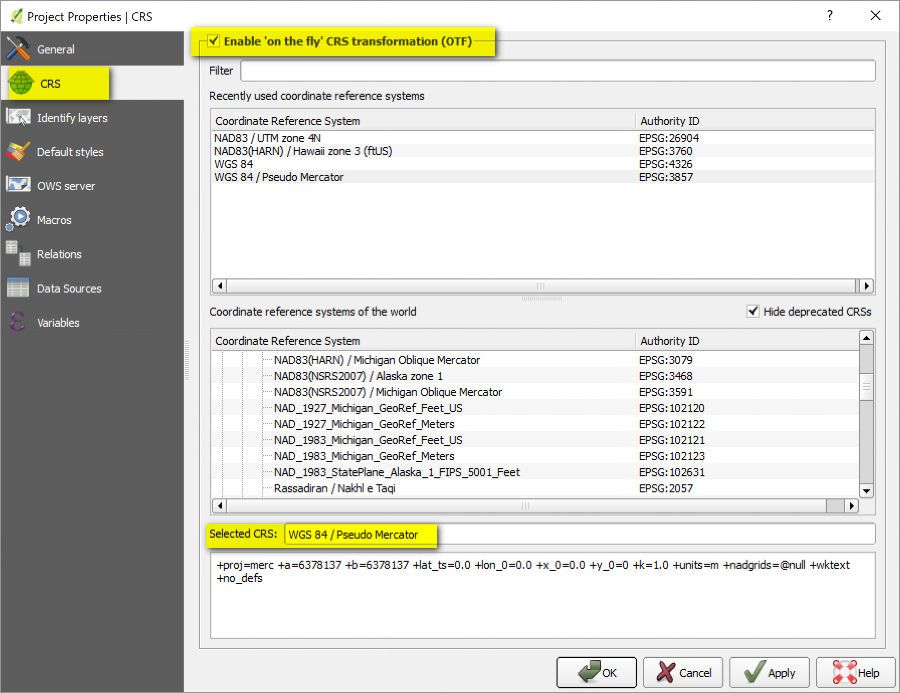 Project Properties | CRS
?
General
CRS
Identify layers
Default styles
OWS server
Macros
Relations
Data Sources
Variables
Enable 'on the fly' CRS transformation (OTF)
Filter
Recently used coordinate reference systems
Coordinate Reference System Authority ID
NAD83 / UTM zone 4N EPSG:26904
NAD83(HARN) / Hawaii zone 3 (ftUS) EPSG:3760
WGS 84 EPSG:4326
WGS 84 / Pseudo Mercator EPSG:3857
Coordinate reference systems of the world Hide deprecated CRSs
Coordinate Reference System Authority ID
NAD83(HARN) / Michigan Oblique Mercator EPSG:3079
NAD83(NSRS2007) / Alaska zone 1 EPSG:3468
NAD83(NSRS2007) / Michigan Oblique Mercator EPSG:3591
NAD_1927_Michigan_GeoRef_Feet_US EPSG:102120
NAD_1927_Michigan_GeoRef_Meters EPSG:102122
NAD_1983_Michigan_GeoRef_Feet_US EPSG:102121
NAD_1983_Michigan_GeoRef_Meters EPSG:102123
NAD_1983_StatePlane_Alaska_1_FIPS_5001_Feet EPSG:102631
Rassadiran / Nakhl e Taqi EPSG:2057
Selected CRS: WGS 84 / Pseudo Mercator
+proj=merc +a=6378137 +b=6378137 +lat_ts=0.0 +lon_0=0.0 +x_0=0.0 +y_0=0 +k=1.0 +units=m +nadgrids=@null +wktext
+no_defs
OK Cancel Apply Help